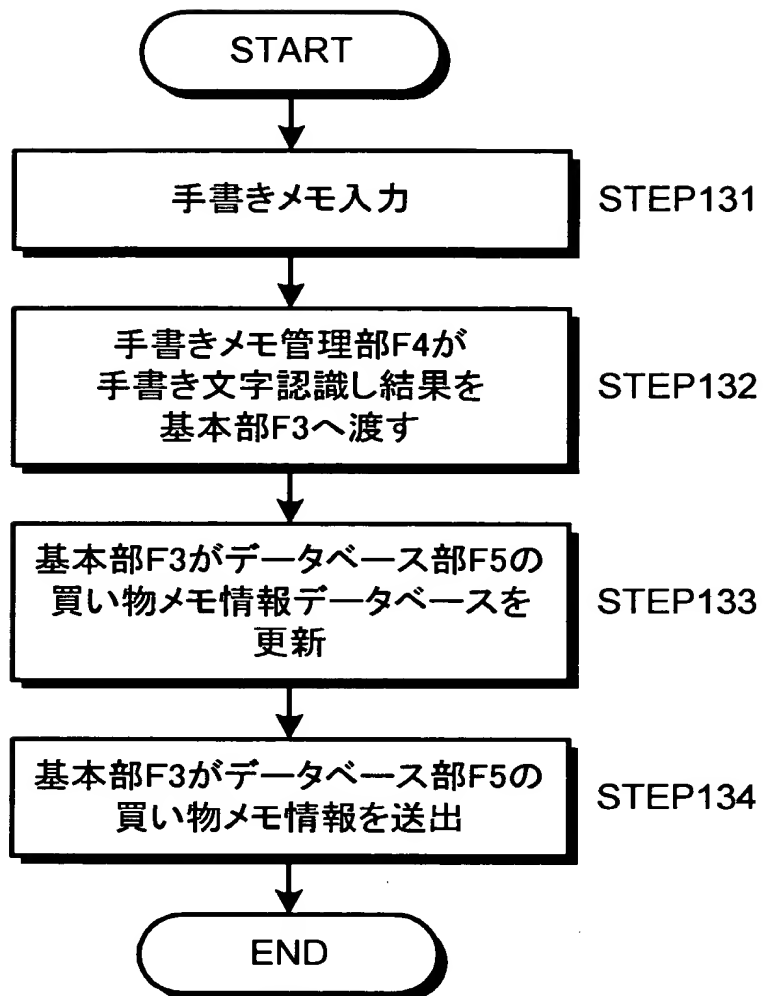 START
手書きメモ入力
STEP131
手書きメモ管理部F4が
手書き文字認識し結果を
基本部F3へ渡す
STEP132
基本部F3がデータベース部F5の
買い物メモ情報データベースを
更新
STEP133
基本部F3がデータベース部F5の
買い物メモ情報を送出
STEP134
END